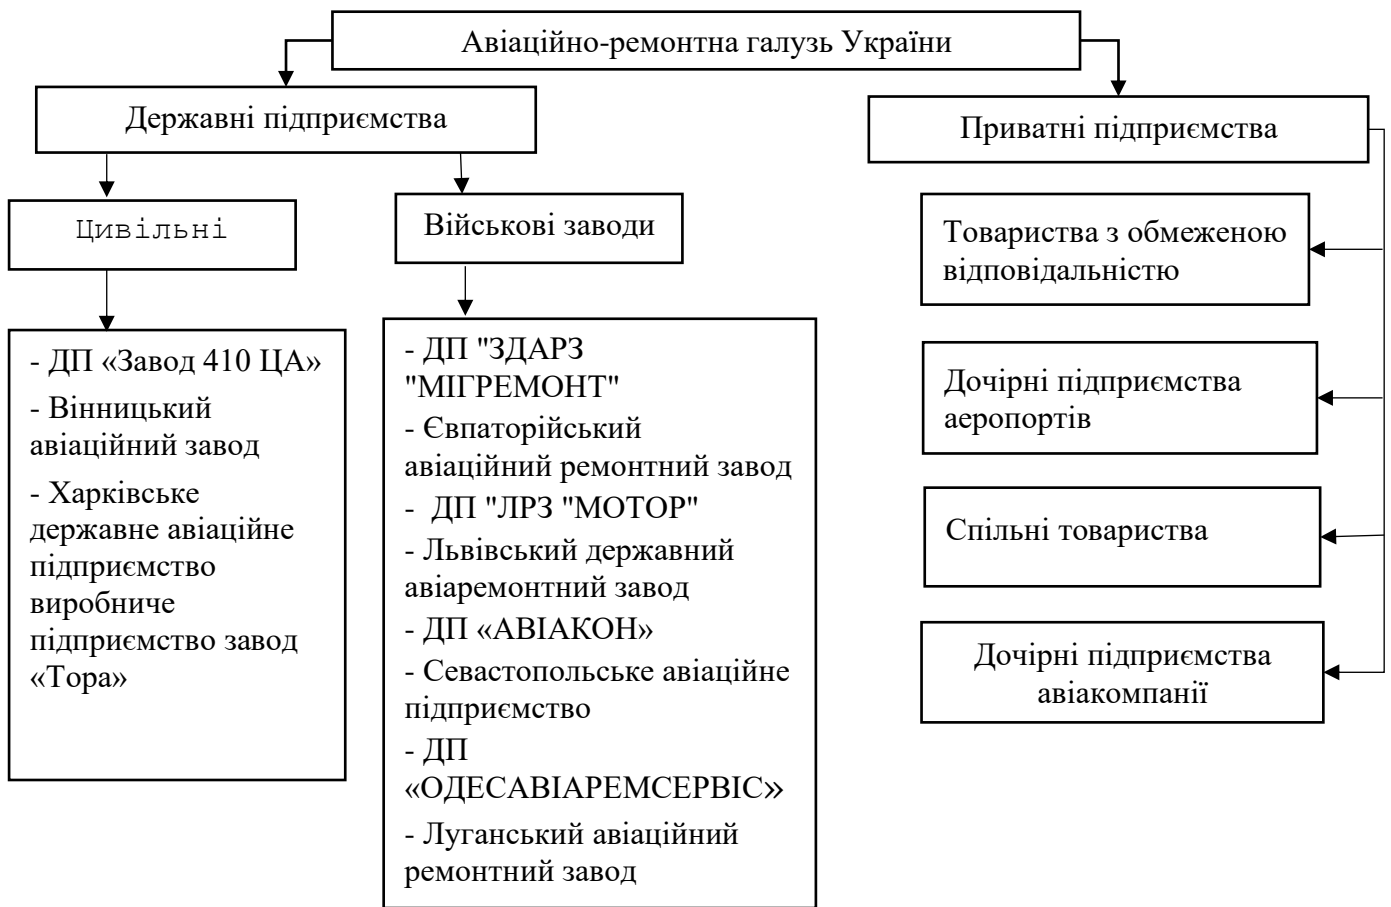 Авіаційно-ремонтна галузь України
Державні підприємства
Приватні підприємства
Цивільні
Військові заводи
- ДП «Завод 410 ЦА»
- Вінницький
авіаційний завод
- Харківське
державне авіаційне
підприємство
виробниче
підприємство завод
«Тора»
- ДП "ЗДАРЗ
"МІГРЕМОНТ"
- Євпаторійський
авіаційний ремонтний завод
- ДП "ЛРЗ "МОТОР"
- Львівський державний
авіаремонтний завод
- ДП «АВІАКОН»
- Севастопольське авіаційне
підприємство
- ДП
«ОДЕСАВІАРЕМСЕРВІС»
- Луганський авіаційний
ремонтний завод
Товариства з обмеженою
відповідальністю
Дочірні підприємства
аеропортів
Спільні товариства
Дочірні підприємства
авіакомпанії